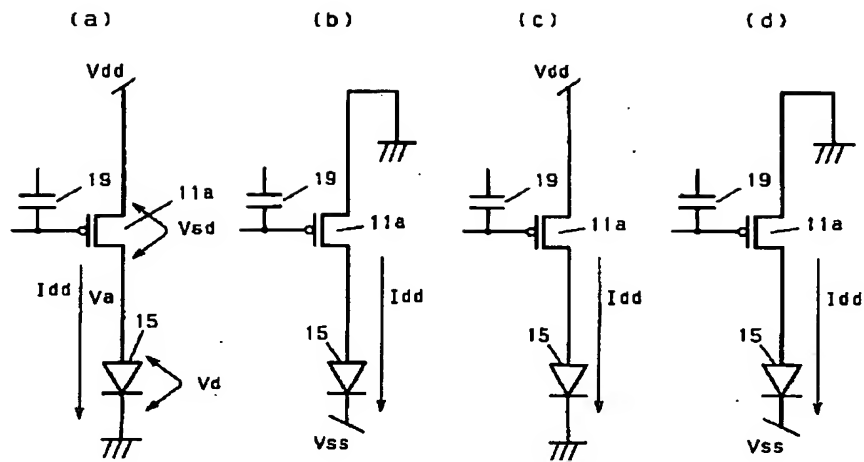 (a) (b) (c) (d)
Vdd Vdd
19 19 19 19
11a 11a 11a 11a
Vsd
Idd Va Idd Idd Idd
15 15 15 15
Vd
Vss Vss